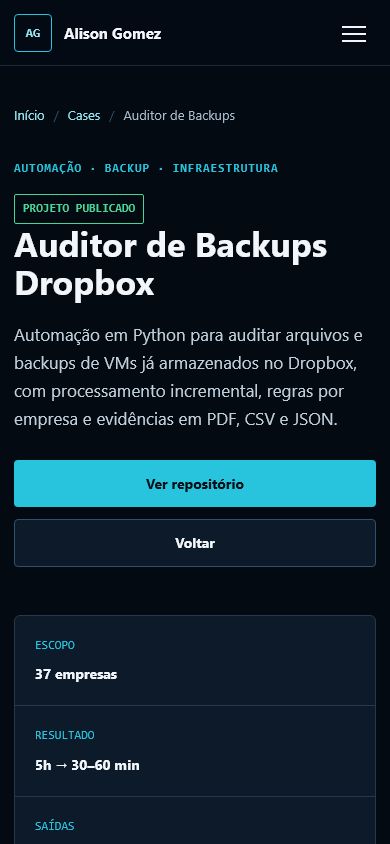 AG
Alison Gomez
Início / Cases / Auditor de Backups
AUTOMAÇÃO · BACKUP · INFRAESTRUTURA
PROJETO PUBLICADO
Auditor de Backups
Dropbox
Automação em Python para auditar arquivos e
backups de VMs já armazenados no Dropbox,
com processamento incremental, regras por
empresa e evidências em PDF, CSV e JSON.
Ver repositório
Voltar
ESCOPO
37 empresas
RESULTADO
5h → 30–60 min
SAÍDAS